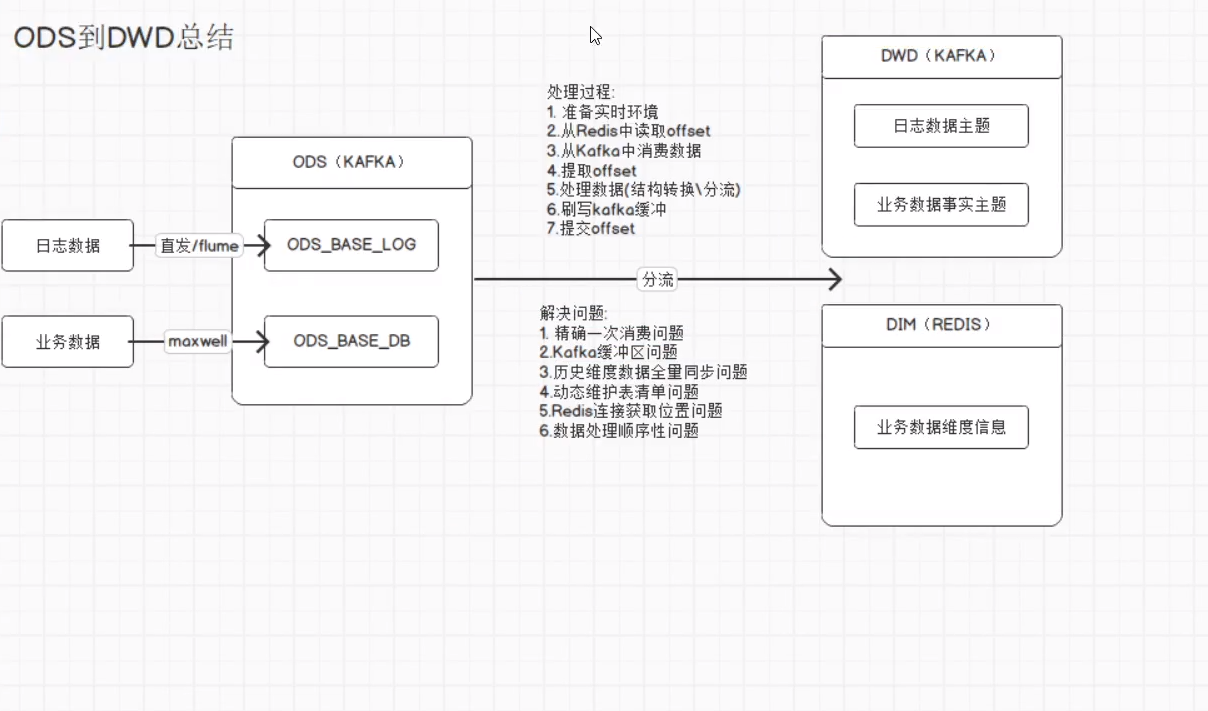 ODS到DWD总结
日志数据
直发/flume
业务数据
maxwell
ODS（KAFKA）
ODS_BASE_LOG
ODS_BASE_DB
处理过程:
1. 准备实时环境
2.从Redis中读取offset
3.从Kafka中消费数据
4.提取offset
5.处理数据(结构转换\分流)
6.刷写kafka缓冲
7.提交offset
分流
解决问题:
1. 精确一次消费问题
2.Kafka缓冲区问题
3.历史维度数据全量同步问题
4.动态维护表清单问题
5.Redis连接获取位置问题
6.数据处理顺序性问题
DWD（KAFKA）
日志数据主题
业务数据事实主题
DIM（REDIS）
业务数据维度信息